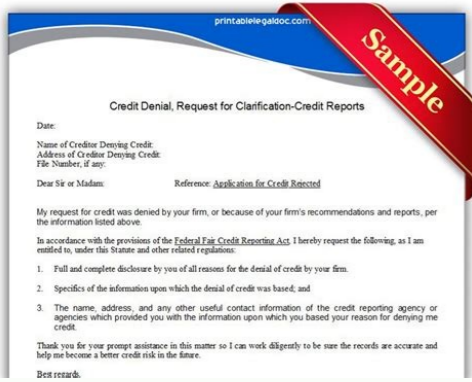 printablelegaldoc.com
Sample
Credit Denial, Request for Clarification-Credit Reports
Date:
Name of Creditor Denying Credit:
Address of Creditor Denying Credit:
File Number, if any:
Dear Sir or Madam: Reference: Application for Credit Rejected
My request for credit was denied by your firm, or because of your firm's recommendations and reports, per
the information listed above.
In accordance with the provisions of the Federal Fair Credit Reporting Act, I hereby request the following, as I am
entitled to, under this Statute and other related regulations:
1. Full and complete disclosure by you of all reasons for the denial of credit by your firm.
2. Specifics of the information upon which the denial of credit was based; and
3. The name, address, and any other useful contact information of the credit reporting agency or
agencies which provided you with the information upon which you based your reason for denying me
credit.
Thank you for your prompt assistance in this matter so I can work diligently to be sure the records are accurate and
help me become a better credit risk in the future.
Best regards,